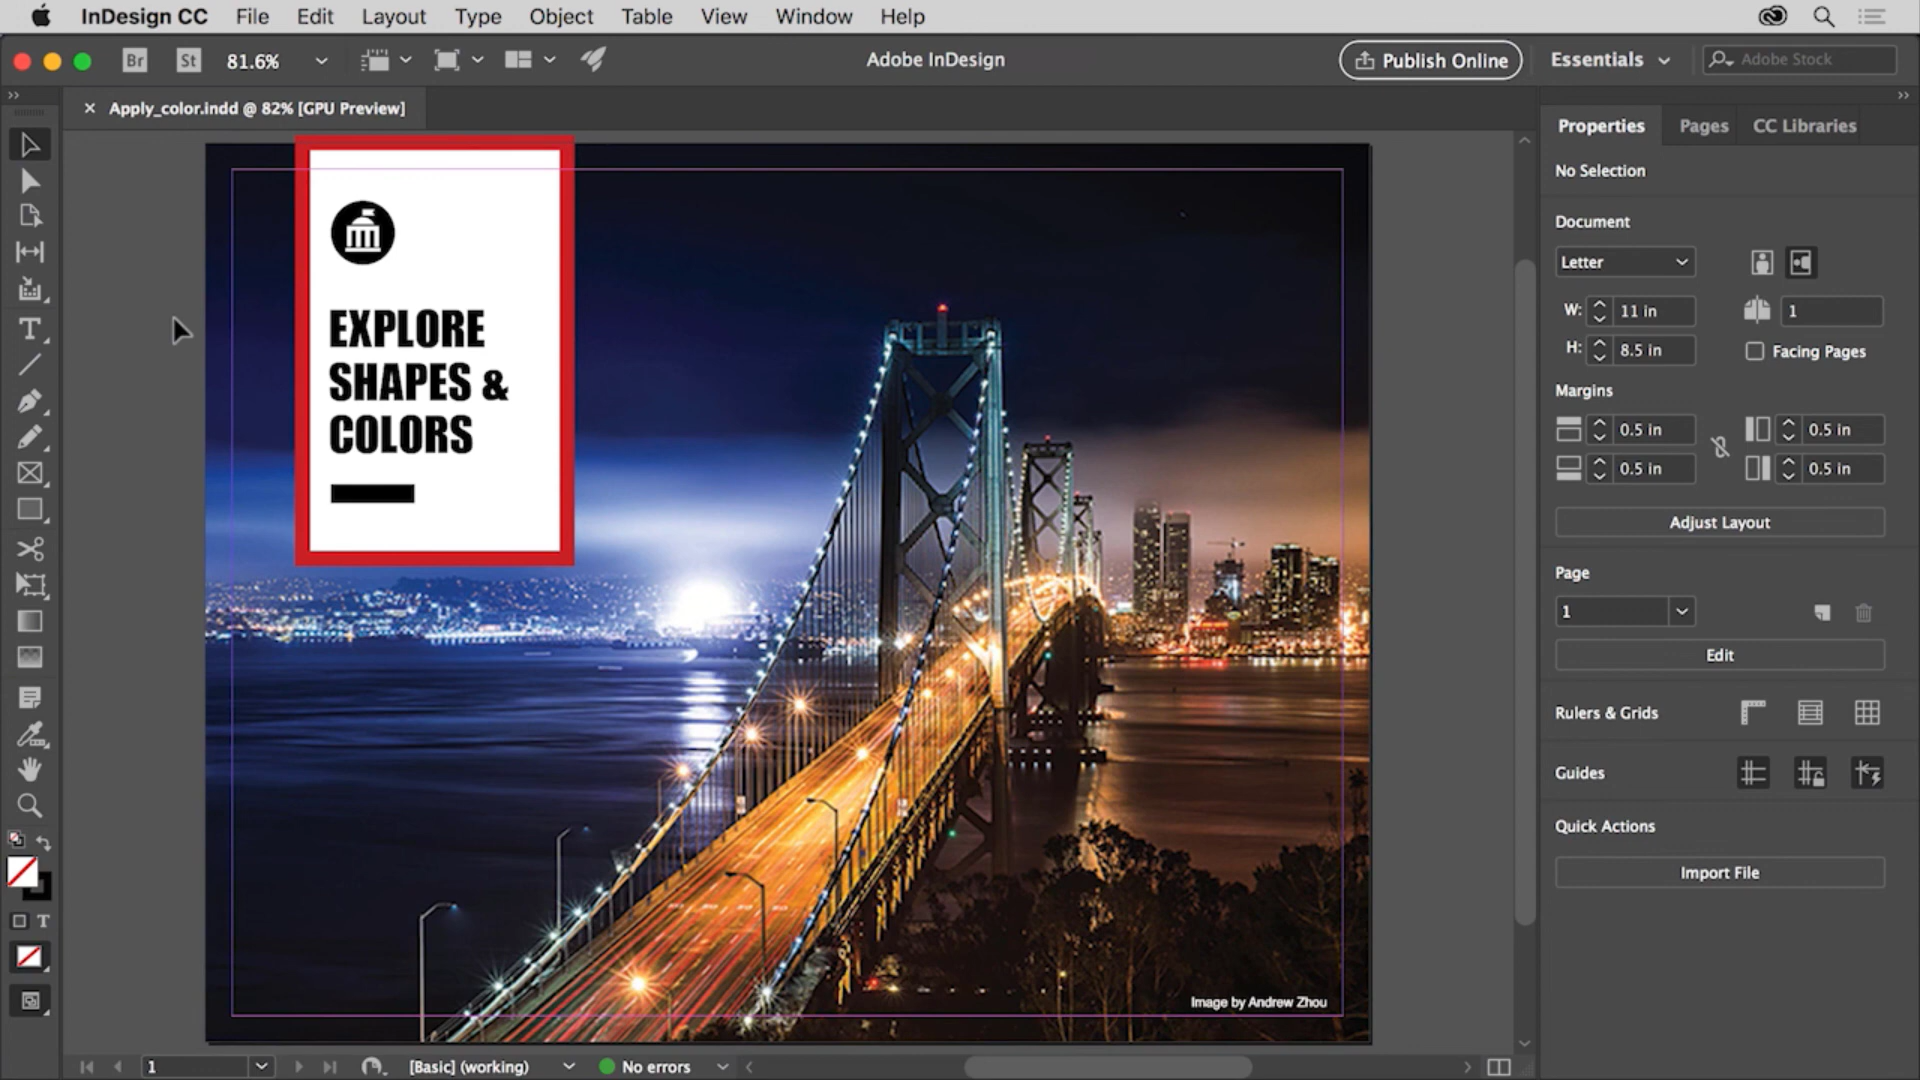 InDesign CC File Edit Layout Type Object Table View Window Help
Br St 81.6% Adobe InDesign Publish Online Essentials Adobe Stock
Apply_color.indd @ 82% [GPU Preview]
EXPLORE
SHAPES &
COLORS
Image by Andrew Zhou
Properties Pages CC Libraries
No Selection
Document
Letter
W: 11 in 1
H: 8.5 in Facing Pages
Margins
0.5 in 0.5 in
0.5 in 0.5 in
Adjust Layout
Page
1
Edit
Rulers & Grids
Guides
Quick Actions
Import File
T
T
1 [Basic] (working) No errors